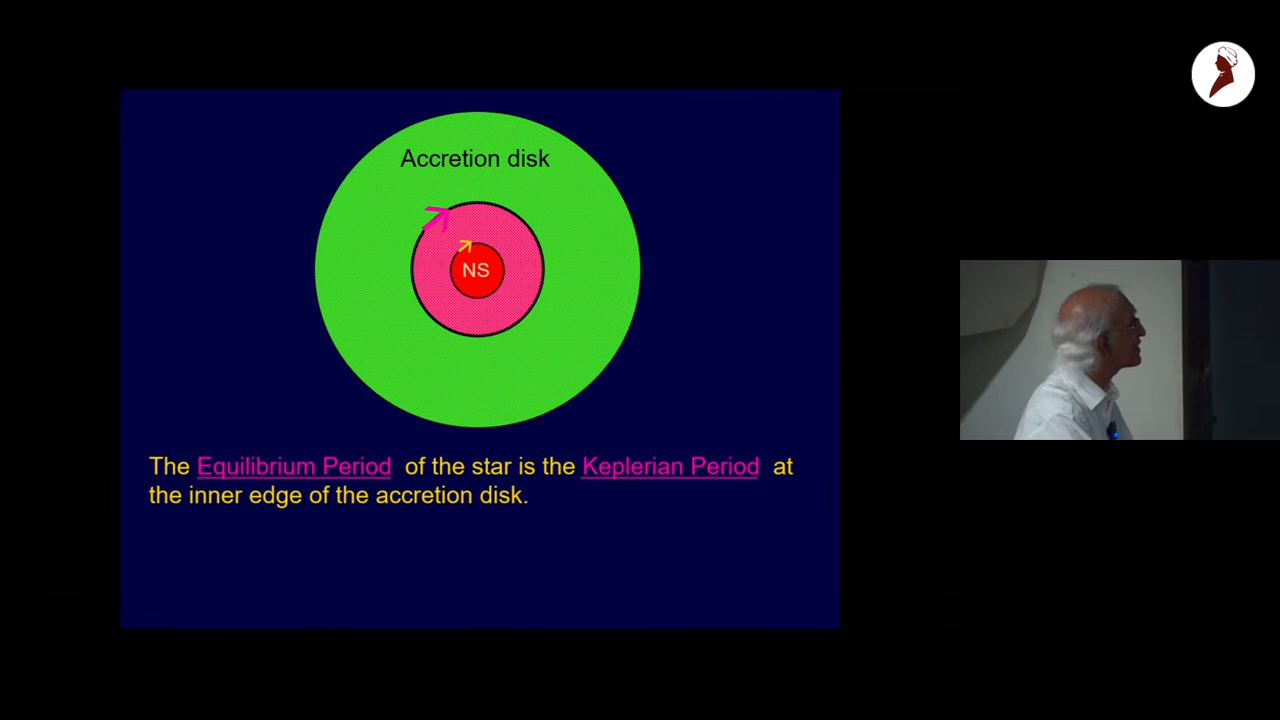 Accretion disk
NS
The Equilibrium Period of the star is the Keplerian Period at
the inner edge of the accretion disk.